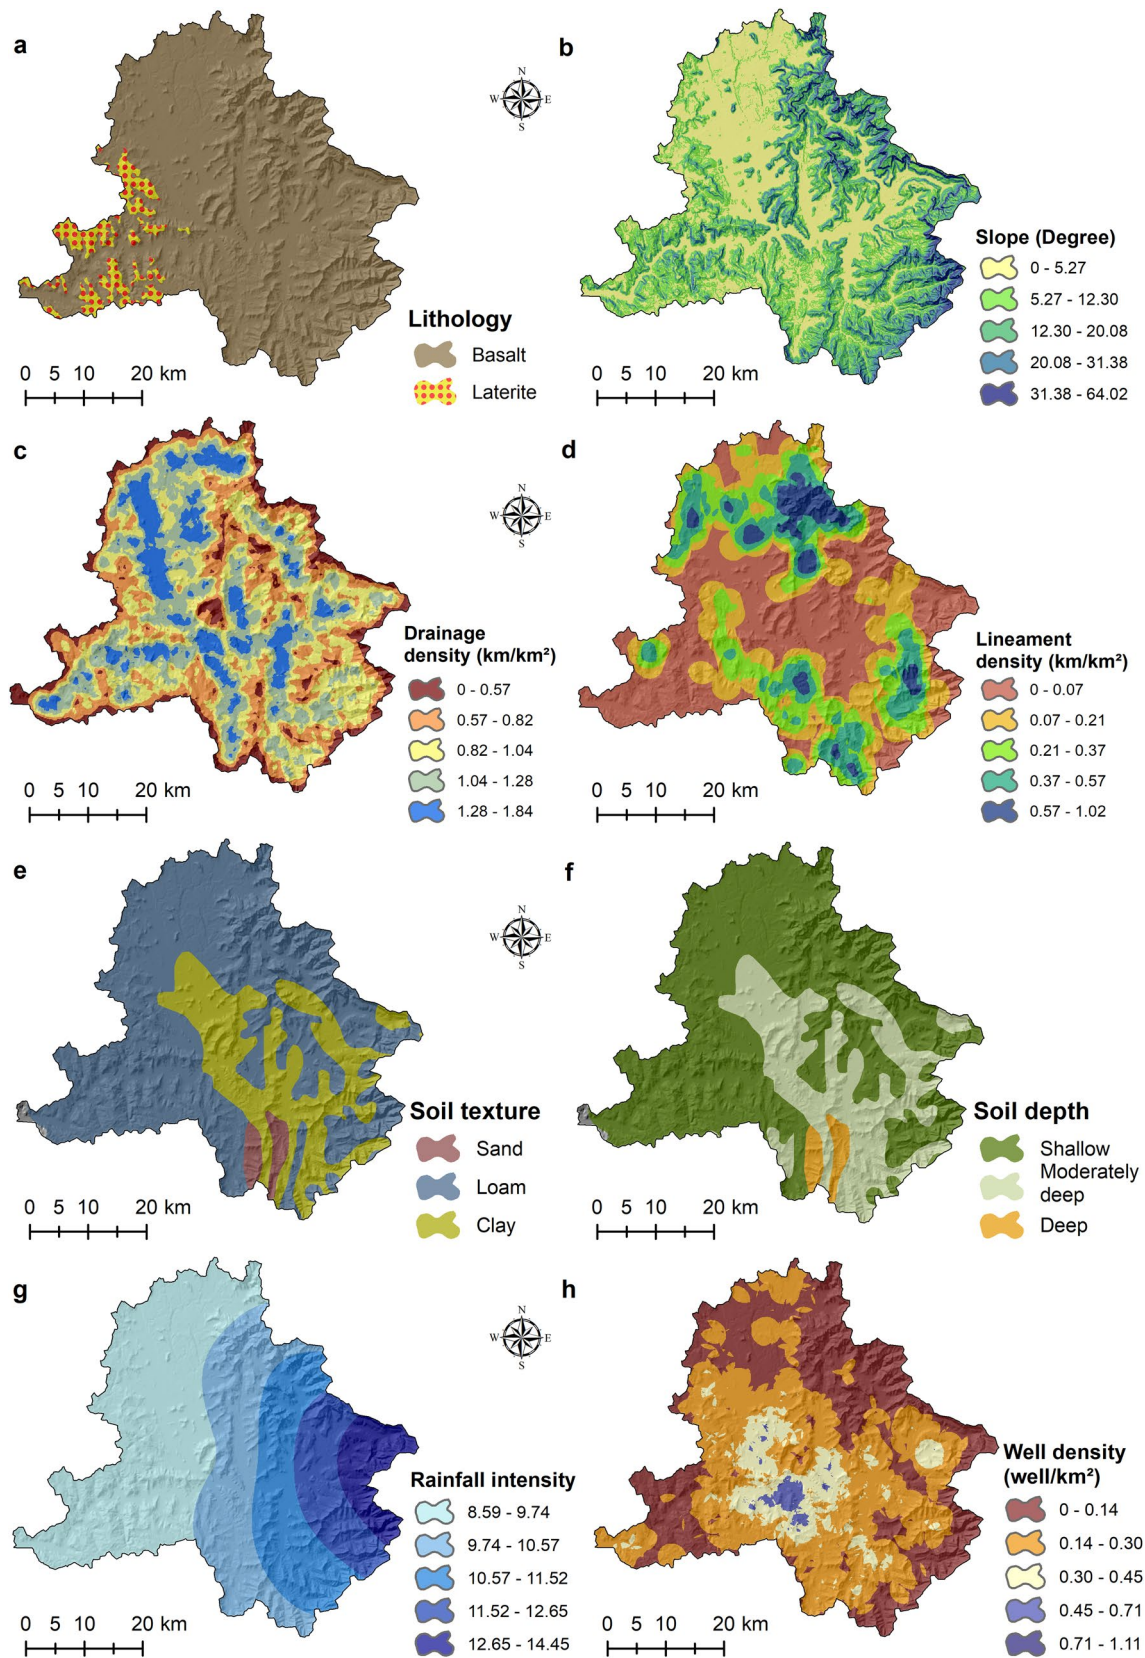 a
N
W E
S
Lithology
Basalt
Laterite
0 5 10 20 km
b
Slope (Degree)
0 - 5.27
5.27 - 12.30
12.30 - 20.08
20.08 - 31.38
31.38 - 64.02
0 5 10 20 km
c
N
W E
S
Drainage
density (km/km²)
0 - 0.57
0.57 - 0.82
0.82 - 1.04
1.04 - 1.28
1.28 - 1.84
0 5 10 20 km
d
Lineament
density (km/km²)
0 - 0.07
0.07 - 0.21
0.21 - 0.37
0.37 - 0.57
0.57 - 1.02
0 5 10 20 km
e
N
W E
S
Soil texture
Sand
Loam
Clay
0 5 10 20 km
f
Soil depth
Shallow
Moderately
deep
Deep
0 5 10 20 km
g
N
W E
S
Rainfall intensity
8.59 - 9.74
9.74 - 10.57
10.57 - 11.52
11.52 - 12.65
12.65 - 14.45
0 5 10 20 km
h
Well density
(well/km²)
0 - 0.14
0.14 - 0.30
0.30 - 0.45
0.45 - 0.71
0.71 - 1.11
0 5 10 20 km